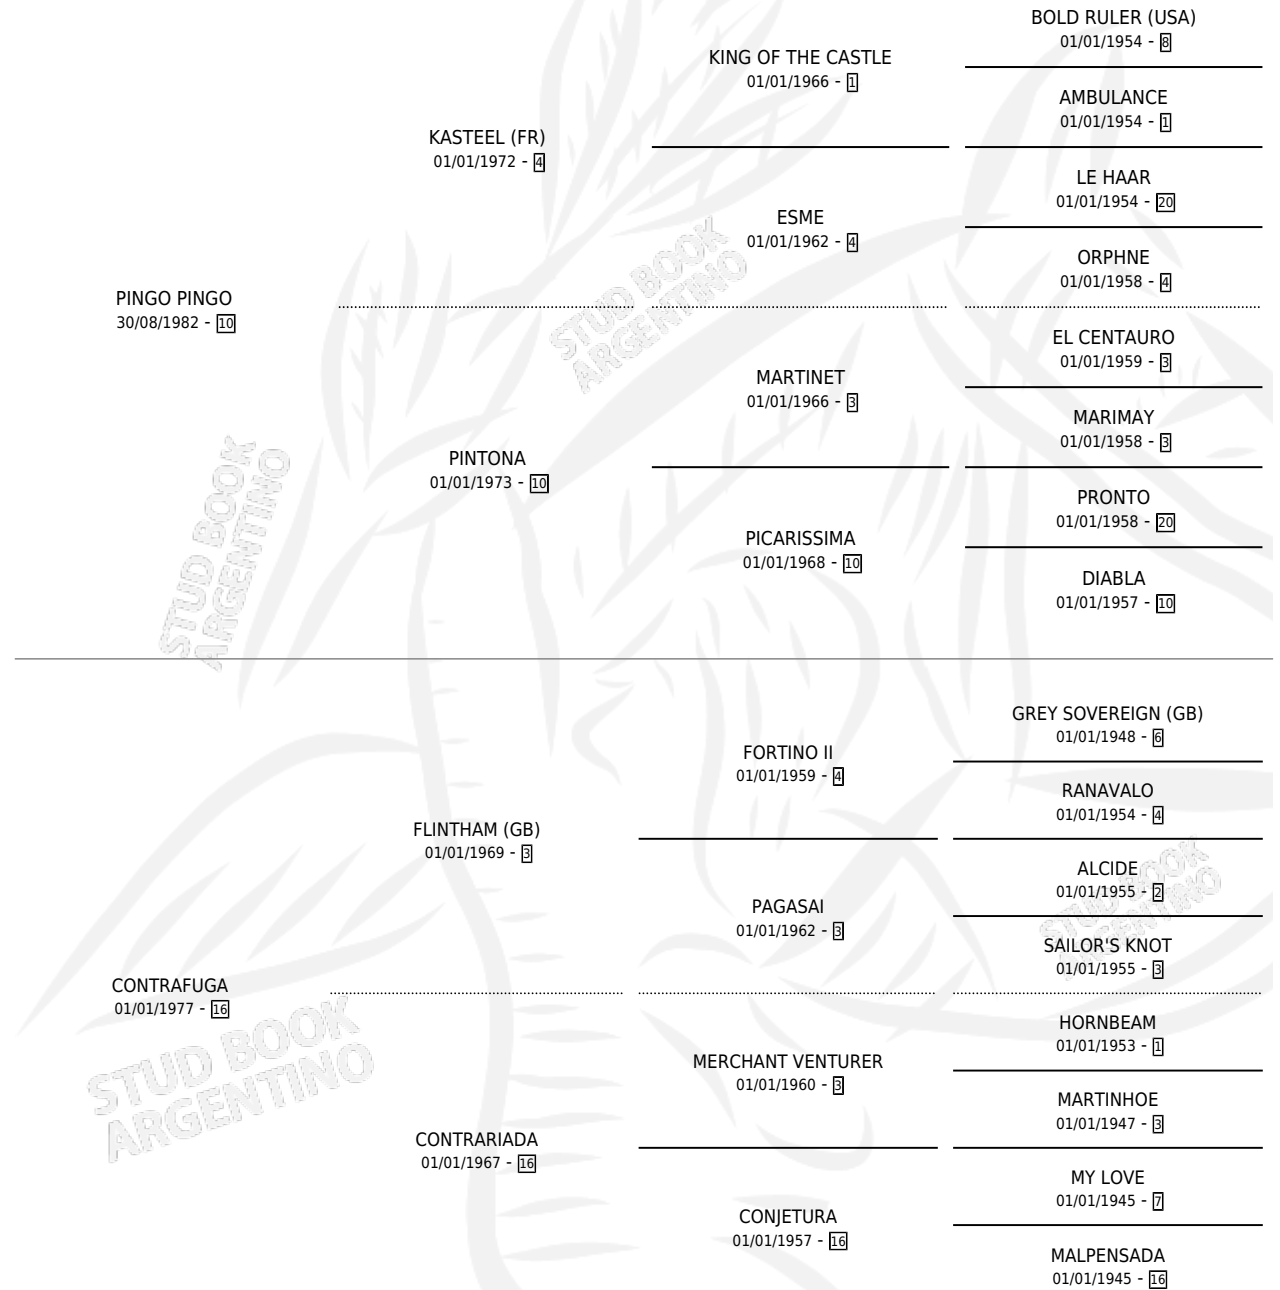 BOLD RULER (USA)
01/01/1954 - 8
KING OF THE CASTLE
01/01/1966 - 1
AMBULANCE
01/01/1954 - 1
KASTEEL (FR)
01/01/1972 - 4
LE HAAR
01/01/1954 - 20
ESME
01/01/1962 - 4
ORPHNE
01/01/1958 - 4
PINGO PINGO
30/08/1982 - 10
EL CENTAURO
01/01/1959 - 3
MARTINET
01/01/1966 - 3
MARIMAY
01/01/1958 - 3
PINTONA
01/01/1973 - 10
PRONTO
01/01/1958 - 20
PICARISSIMA
01/01/1968 - 10
DIABLA
01/01/1957 - 10
STUD BOOK
ARGENTINO
STUD BOOK
ARGENTINO
GREY SOVEREIGN (GB)
01/01/1948 - 6
FORTINO II
01/01/1959 - 4
RANAVALO
01/01/1954 - 4
FLINTHAM (GB)
01/01/1969 - 3
ALCIDE
01/01/1955 - 2
PAGASAI
01/01/1962 - 3
SAILOR'S KNOT
01/01/1955 - 3
CONTRAFUGA
01/01/1977 - 16
HORNBEAM
01/01/1953 - 1
MERCHANT VENTURER
01/01/1960 - 3
MARTINHOE
01/01/1947 - 3
CONTRARIADA
01/01/1967 - 16
MY LOVE
01/01/1945 - 7
CONJETURA
01/01/1957 - 16
MALPENSADA
01/01/1945 - 16
STUD BOOK
ARGENTINO
STUD BOOK
ARGENTINO